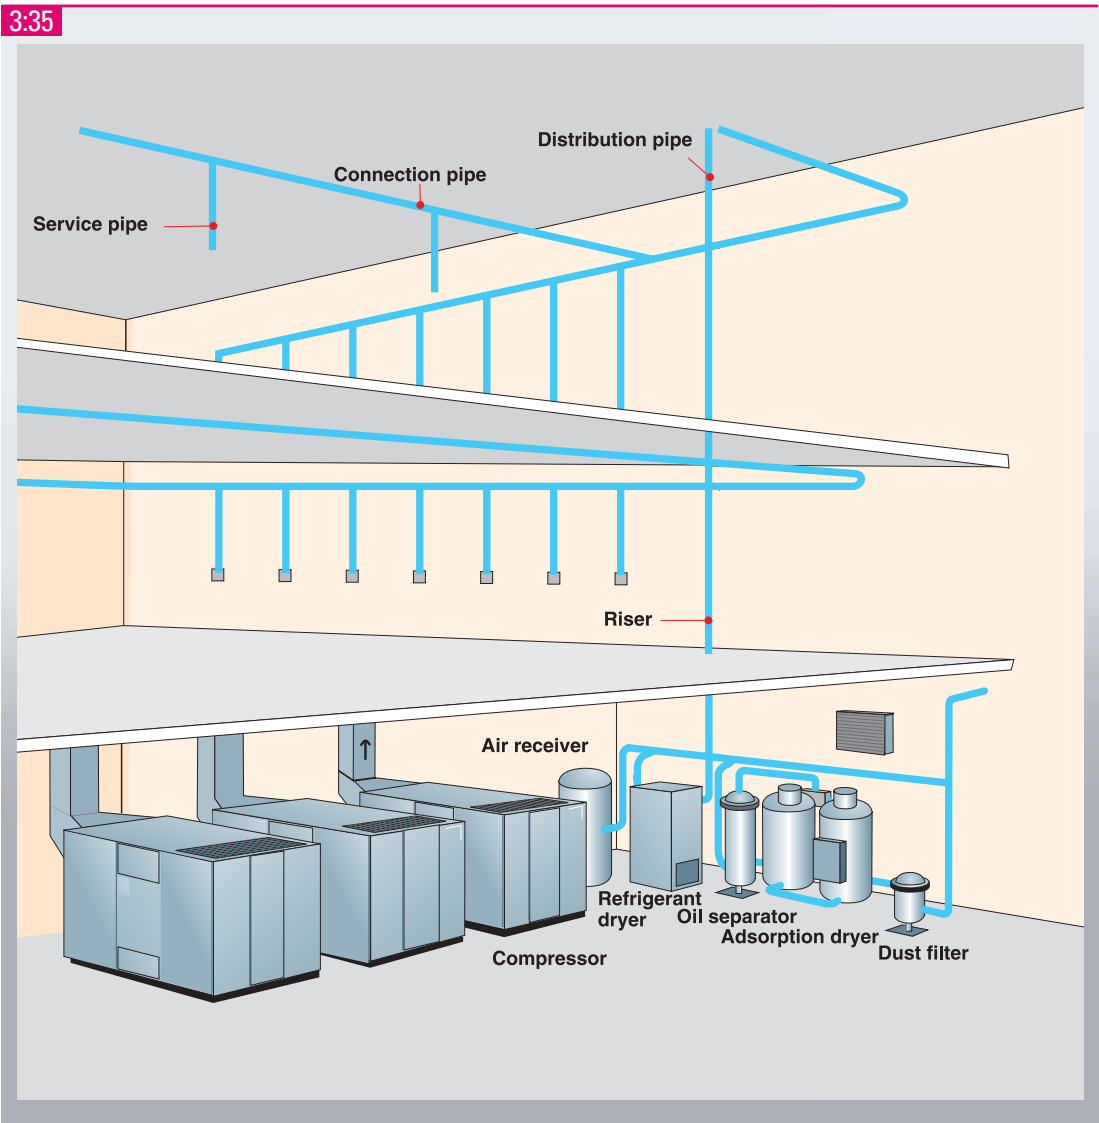 3:35
Distribution pipe
Connection pipe
Service pipe
Riser
Air receiver
Refrigerant
dryer
Oil separator
Adsorption dryer
Dust filter
Compressor